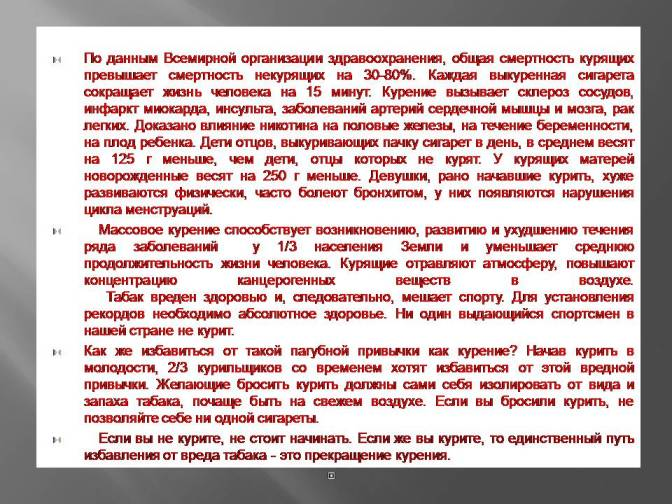 По данным Всемирной организации здравоохранения, общая смертность курящих
превышает смертность некурящих на 30-80%. Каждая выкуренная сигарета
сокращает жизнь человека на 15 минут. Курение вызывает склероз сосудов,
инфаркт миокарда, инсульта, заболеваний артерий сердечной мышцы и мозга, рак
легких. Доказано влияние никотина на половые железы, на течение беременности,
на плод ребенка. Дети отцов, выкуривающих пачку сигарет в день, в среднем весят
на 125 г меньше, чем дети, отцы которых не курят. У курящих матерей
новорожденные весят на 250 г меньше. Девушки, рано начавшие курить, хуже
развиваются физически, часто болеют бронхитом, у них появляются нарушения
цикла менструаций.
Массовое курение способствует возникновению, развитию и ухудшению течения
ряда заболеваний у 1/3 населения Земли и уменьшает среднюю
продолжительность жизни человека. Курящие отравляют атмосферу, повышают
концентрацию канцерогенных веществ в воздухе.
Табак вреден здоровью и, следовательно, мешает спорту. Для установления
рекордов необходимо абсолютное здоровье. Ни один выдающийся спортсмен в
нашей стране не курит.
Как же избавиться от такой пагубной привычки как курение? Начав курить в
молодости, 2/3 курильщиков со временем хотят избавиться от этой вредной
привычки. Желающие бросить курить должны сами себя изолировать от вида и
запаха табака, почаще быть на свежем воздухе. Если вы бросили курить, не
позволяйте себе ни одной сигареты.
Если вы не курите, не стоит начинать. Если же вы курите, то единственный путь
избавления от вреда табака - это прекращение курения.